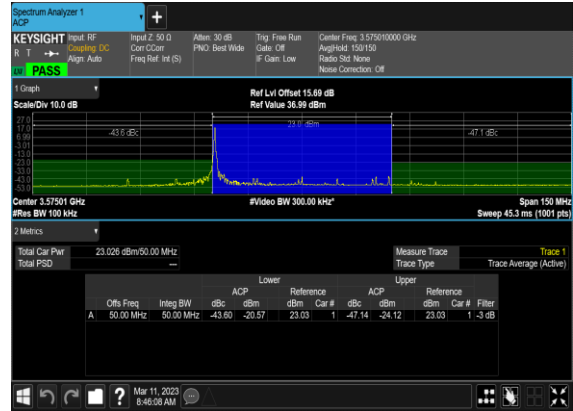 Spectrum Analyzer 1
ACP
KEYSIGHT Input: RF Input Z: 50 Ω Atten: 30 dB Trig: Free Run Center Freq: 3.575010000 GHz
R T Coupling: DC Corr CCorr PNO: Best Wide Gate: Off Avg|Hold: 150/150
Align: Auto Freq Ref: Int (S) IF Gain: Low Radio Std: None
Noise Correction: Off
PASS
1 Graph
Scale/Div 10.0 dB
Ref Lvl Offset 15.69 dB
Ref Value 36.99 dBm
27.0
17.0
6.99
-3.01
-13.0
-23.0
-33.0
-43.0
-53.0
-43.6 dBc
23.0 dBm
-47.1 dBc
Center 3.57501 GHz #Video BW 300.00 kHz* Span 150 MHz
#Res BW 100 kHz Sweep 45.3 ms (1001 pts)
2 Metrics
Total Car Pwr 23.026 dBm/50.00 MHz Measure Trace Trace 1
Total PSD --- Trace Type Trace Average (Active)
Lower Upper
ACP Reference ACP Reference
Offs Freq Integ BW dBc dBm dBm Car # dBc dBm dBm Car # Filter
A 50.00 MHz 50.00 MHz -43.60 -20.57 23.03 1 -47.14 -24.12 23.03 1 -3 dB
Mar 11, 2023
8:46:08 AM